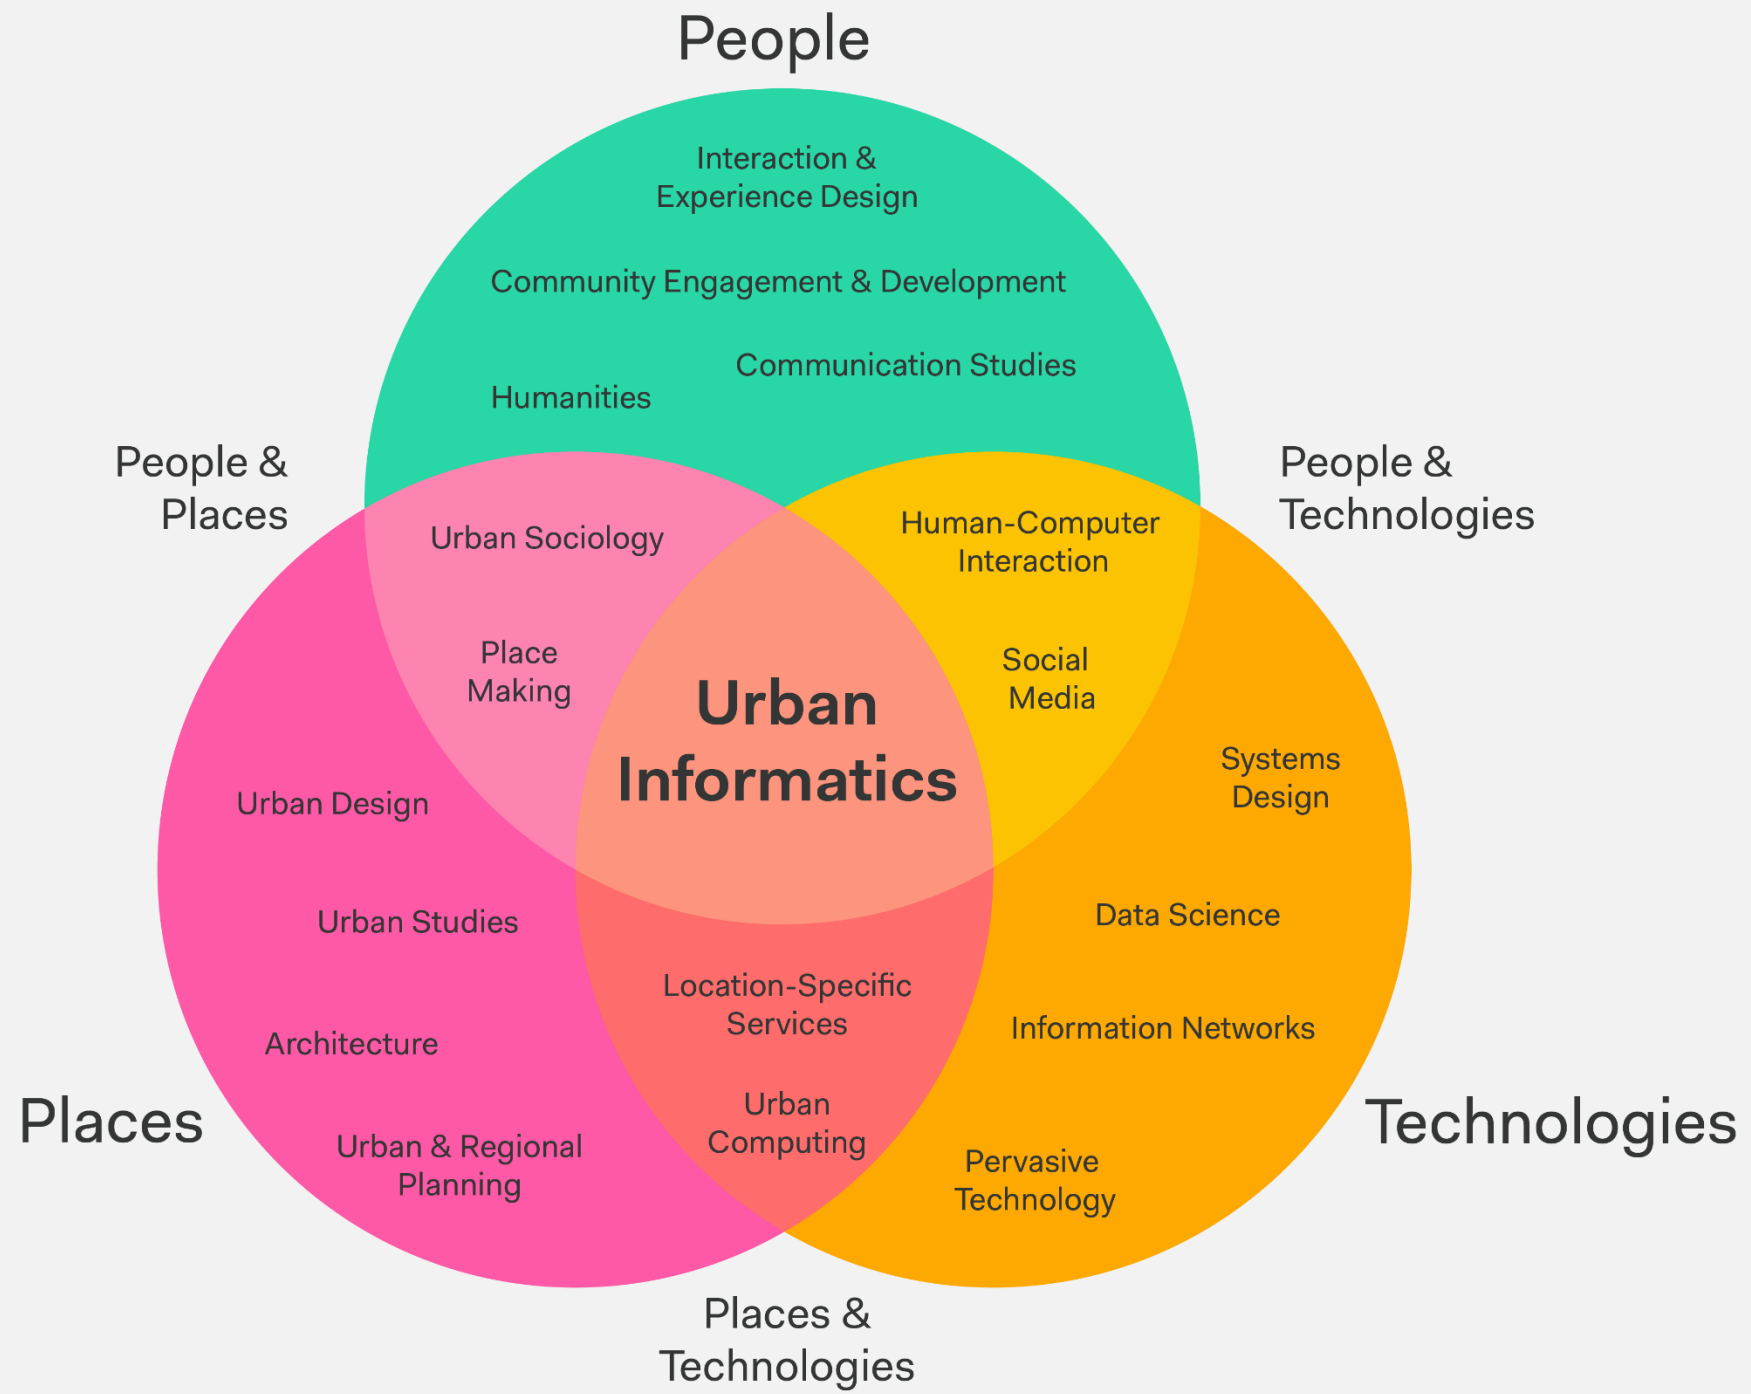 People
Interaction &
Experience Design
Community Engagement & Development
Communication Studies
Humanities
People &
Places
People &
Technologies
Urban Sociology
Human-Computer
Interaction
Place
Making
Social
Media
Urban
Informatics
Systems
Design
Urban Design
Data Science
Urban Studies
Location-Specific
Services
Information Networks
Architecture
Urban
Computing
Places
Technologies
Urban & Regional
Planning
Pervasive
Technology
Places &
Technologies